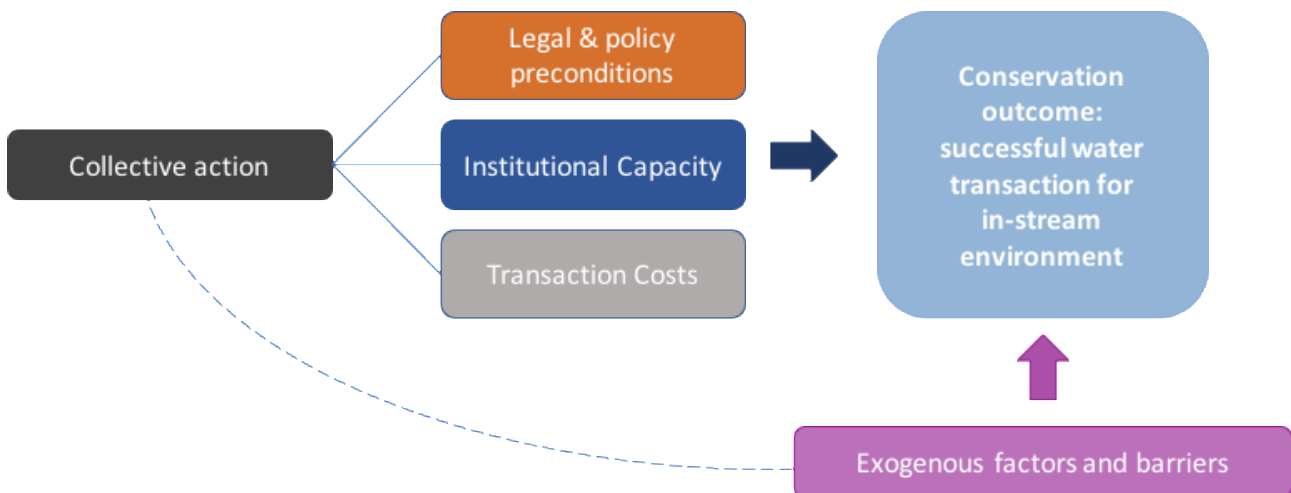 Legal & policy
preconditions
Collective action
Institutional Capacity
Transaction Costs
Conservation
outcome:
successful water
transaction for
in-stream
environment
Exogenous factors and barriers